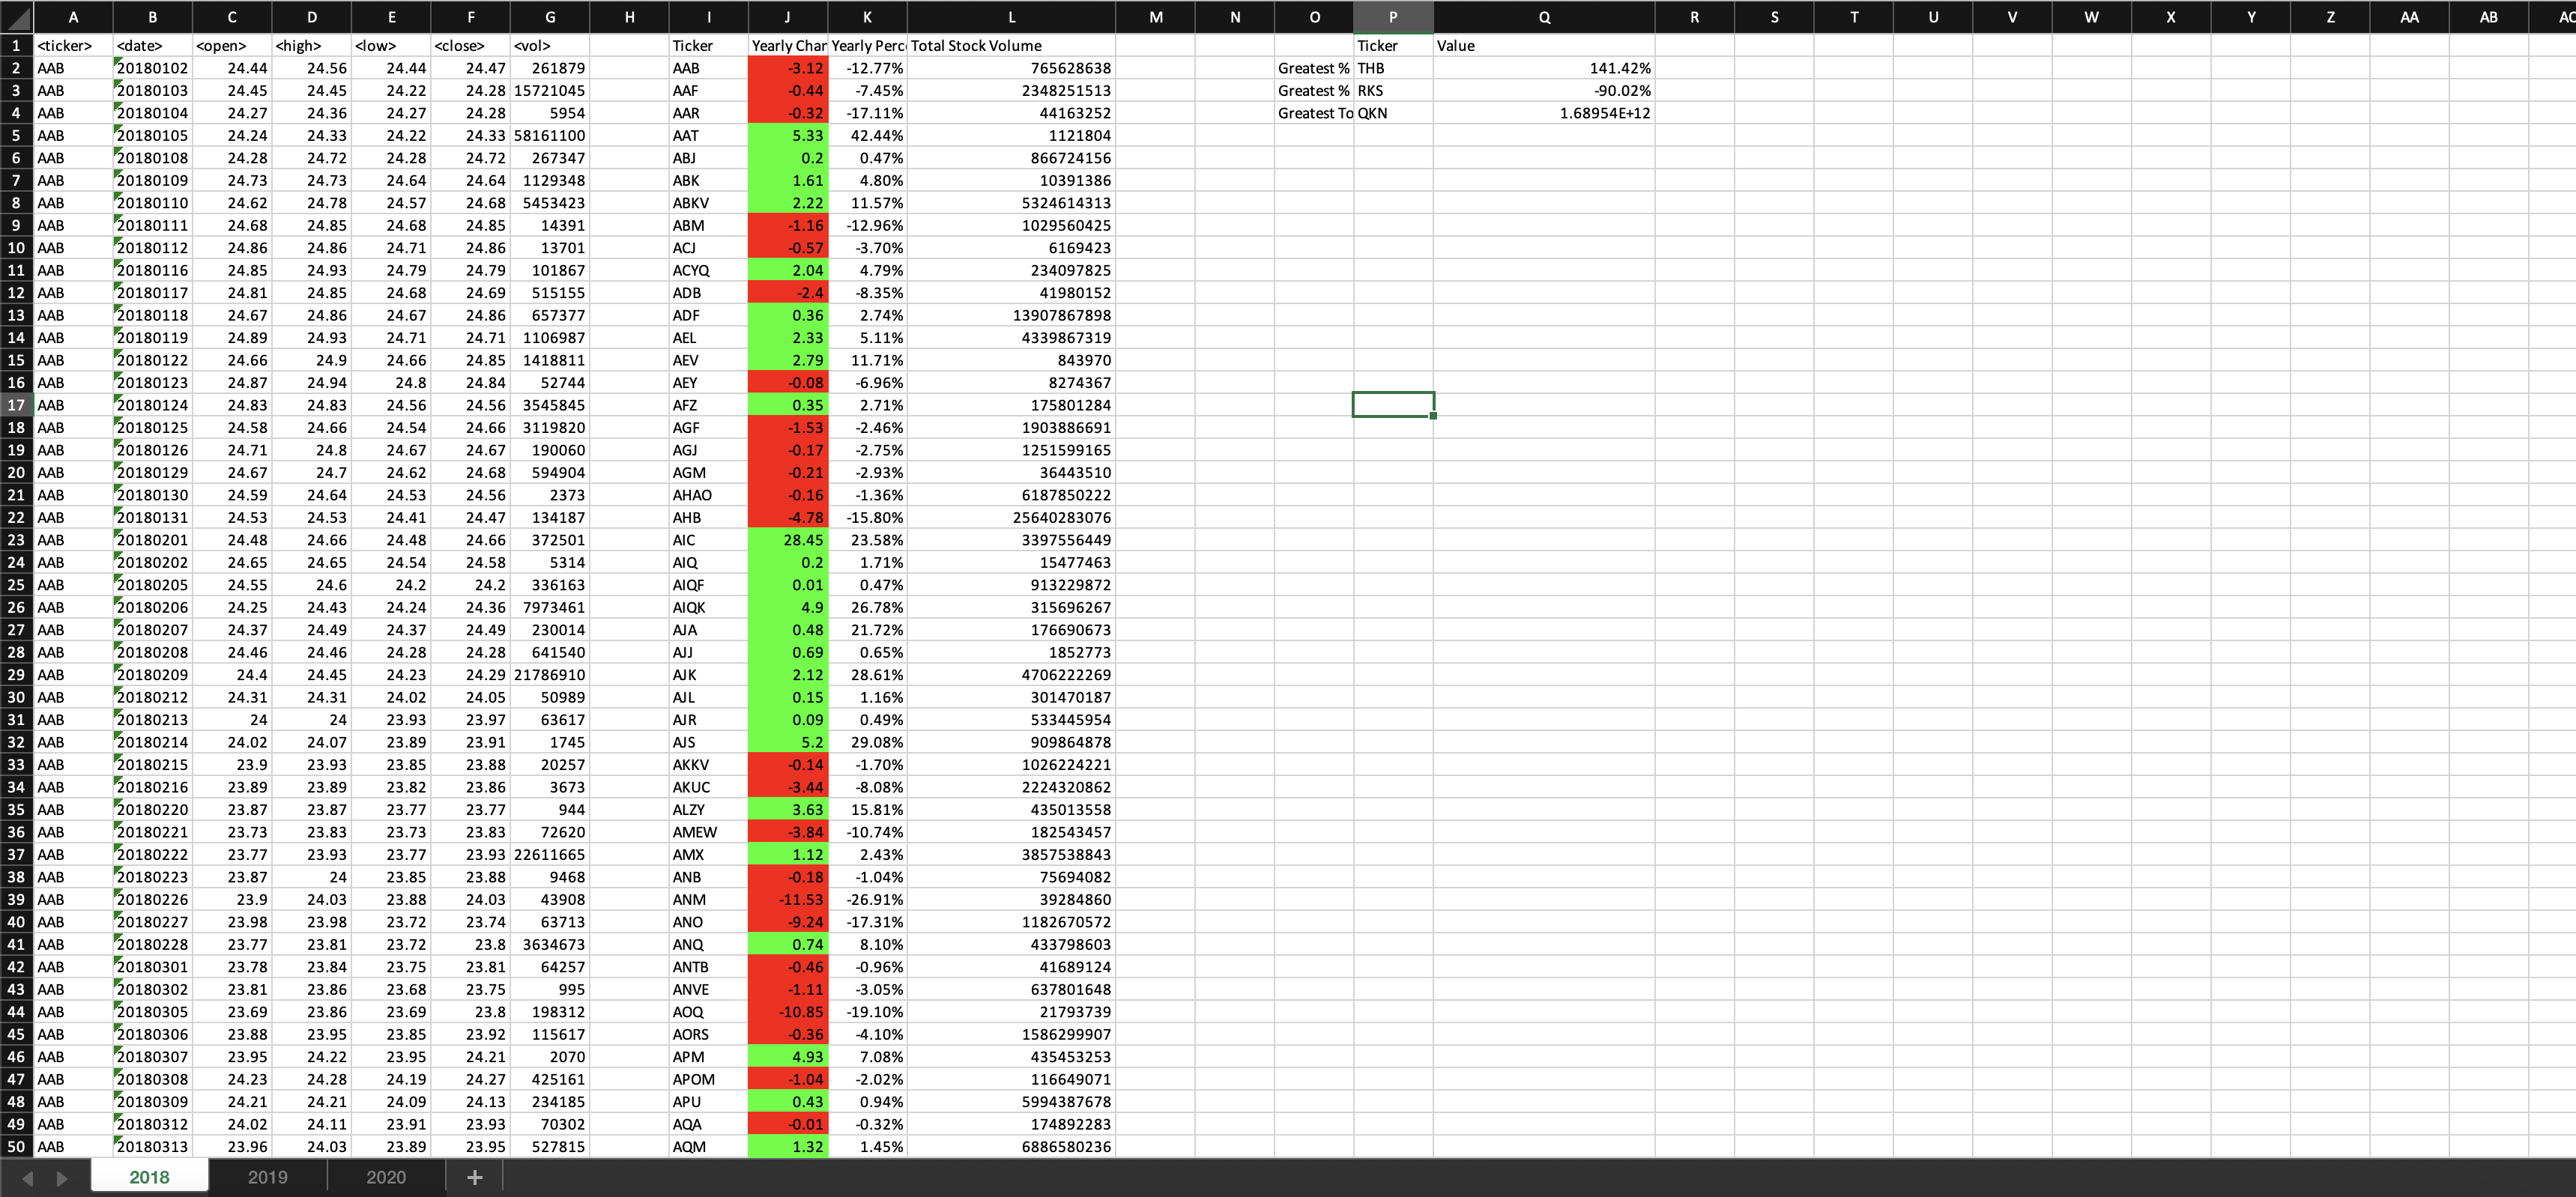 A B C D E F G H I J K L M N O P Q R S T U V W X Y Z AA AB AC
1 <ticker> <date> <open> <high> <low> <close> <vol> Ticker Yearly Char Yearly Perc Total Stock Volume Ticker Value
2 AAB 20180102 24.44 24.56 24.44 24.47 261879 AAB -3.12 -12.77% 765628638 Greatest % THB 141.42%
3 AAB 20180103 24.45 24.45 24.22 24.28 15721045 AAF -0.44 -7.45% 2348251513 Greatest % RKS -90.02%
4 AAB 20180104 24.27 24.36 24.27 24.28 5954 AAR -0.32 -17.11% 44163252 Greatest To QKN 1.68954E+12
5 AAB 20180105 24.24 24.33 24.22 24.33 58161100 AAT 5.33 42.44% 1121804
6 AAB 20180108 24.28 24.72 24.28 24.72 267347 ABJ 0.2 0.47% 866724156
7 AAB 20180109 24.73 24.73 24.64 24.64 1129348 ABK 1.61 4.80% 10391386
8 AAB 20180110 24.62 24.78 24.57 24.68 5453423 ABKV 2.22 11.57% 5324614313
9 AAB 20180111 24.68 24.85 24.68 24.85 14391 ABM -1.16 -12.96% 1029560425
10 AAB 20180112 24.86 24.86 24.71 24.86 13701 ACJ -0.57 -3.70% 6169423
11 AAB 20180116 24.85 24.93 24.79 24.79 101867 ACYQ 2.04 4.79% 234097825
12 AAB 20180117 24.81 24.85 24.68 24.69 515155 ADB -2.4 -8.35% 41980152
13 AAB 20180118 24.67 24.86 24.67 24.86 657377 ADF 0.36 2.74% 13907867898
14 AAB 20180119 24.89 24.93 24.71 24.71 1106987 AEL 2.33 5.11% 4339867319
15 AAB 20180122 24.66 24.9 24.66 24.85 1418811 AEV 2.79 11.71% 843970
16 AAB 20180123 24.87 24.94 24.8 24.84 52744 AEY -0.08 -6.96% 8274367
17 AAB 20180124 24.83 24.83 24.56 24.56 3545845 AFZ 0.35 2.71% 175801284
18 AAB 20180125 24.58 24.66 24.54 24.66 3119820 AGF -1.53 -2.46% 1903886691
19 AAB 20180126 24.71 24.8 24.67 24.67 190060 AGJ -0.17 -2.75% 1251599165
20 AAB 20180129 24.67 24.7 24.62 24.68 594904 AGM -0.21 -2.93% 36443510
21 AAB 20180130 24.59 24.64 24.53 24.56 2373 AHAO -0.16 -1.36% 6187850222
22 AAB 20180131 24.53 24.53 24.41 24.47 134187 AHB -4.78 -15.80% 25640283076
23 AAB 20180201 24.48 24.66 24.48 24.66 372501 AIC 28.45 23.58% 3397556449
24 AAB 20180202 24.65 24.65 24.54 24.58 5314 AIQ 0.2 1.71% 15477463
25 AAB 20180205 24.55 24.6 24.2 24.2 336163 AIQF 0.01 0.47% 913229872
26 AAB 20180206 24.25 24.43 24.24 24.36 7973461 AIQK 4.9 26.78% 315696267
27 AAB 20180207 24.37 24.49 24.37 24.49 230014 AJA 0.48 21.72% 176690673
28 AAB 20180208 24.46 24.46 24.28 24.28 641540 AJJ 0.69 0.65% 1852773
29 AAB 20180209 24.4 24.45 24.23 24.29 21786910 AJK 2.12 28.61% 4706222269
30 AAB 20180212 24.31 24.31 24.02 24.05 50989 AJL 0.15 1.16% 301470187
31 AAB 20180213 24 24 23.93 23.97 63617 AJR 0.09 0.49% 533445954
32 AAB 20180214 24.02 24.07 23.89 23.91 1745 AJS 5.2 29.08% 909864878
33 AAB 20180215 23.9 23.93 23.85 23.88 20257 AKKV -0.14 -1.70% 1026224221
34 AAB 20180216 23.89 23.89 23.82 23.86 3673 AKUC -3.44 -8.08% 2224320862
35 AAB 20180220 23.87 23.87 23.77 23.77 944 ALZY 3.63 15.81% 435013558
36 AAB 20180221 23.73 23.83 23.73 23.83 72620 AMEW -3.84 -10.74% 182543457
37 AAB 20180222 23.77 23.93 23.77 23.93 22611665 AMX 1.12 2.43% 3857538843
38 AAB 20180223 23.87 24 23.85 23.88 9468 ANB -0.18 -1.04% 75694082
39 AAB 20180226 23.9 24.03 23.88 24.03 43908 ANM -11.53 -26.91% 39284860
40 AAB 20180227 23.98 23.98 23.72 23.74 63713 ANO -9.24 -17.31% 1182670572
41 AAB 20180228 23.77 23.81 23.72 23.8 3634673 ANQ 0.74 8.10% 433798603
42 AAB 20180301 23.78 23.84 23.75 23.81 64257 ANTB -0.46 -0.96% 41689124
43 AAB 20180302 23.81 23.86 23.68 23.75 995 ANVE -1.11 -3.05% 637801648
44 AAB 20180305 23.69 23.86 23.69 23.8 198312 AOQ -10.85 -19.10% 21793739
45 AAB 20180306 23.88 23.95 23.85 23.92 115617 AORS -0.36 -4.10% 1586299907
46 AAB 20180307 23.95 24.22 23.95 24.21 2070 APM 4.93 7.08% 435453253
47 AAB 20180308 24.23 24.28 24.19 24.27 425161 APOM -1.04 -2.02% 116649071
48 AAB 20180309 24.21 24.21 24.09 24.13 234185 APU 0.43 0.94% 5994387678
49 AAB 20180312 24.02 24.11 23.91 23.93 70302 AQA -0.01 -0.32% 174892283
50 AAB 20180313 23.96 24.03 23.89 23.95 527815 AQM 1.32 1.45% 6886580236
2018 2019 2020 +